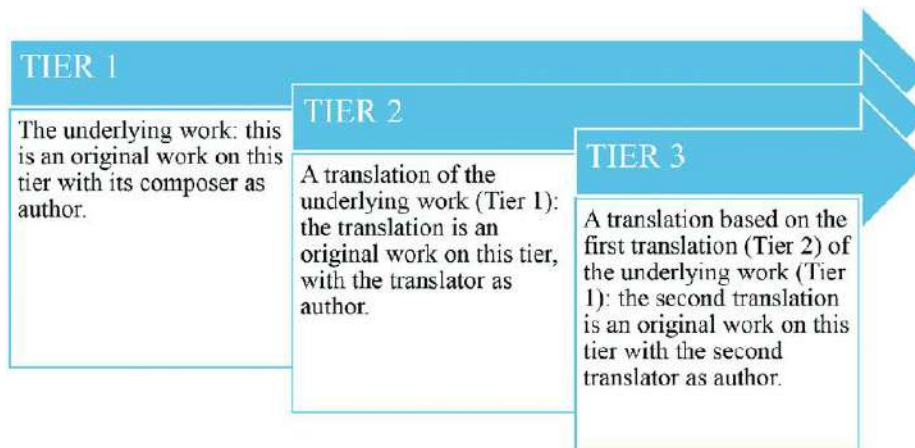 TIER 1
The underlying work: this
is an original work on this
tier with its composer as
author.
TIER 2
A translation of the
underlying work (Tier 1):
the translation is an
original work on this tier,
with the translator as
author.
TIER 3
A translation based on the
first translation (Tier 2) of
the underlying work (Tier
1): the second translation
is an original work on this
tier with the second
translator as author.